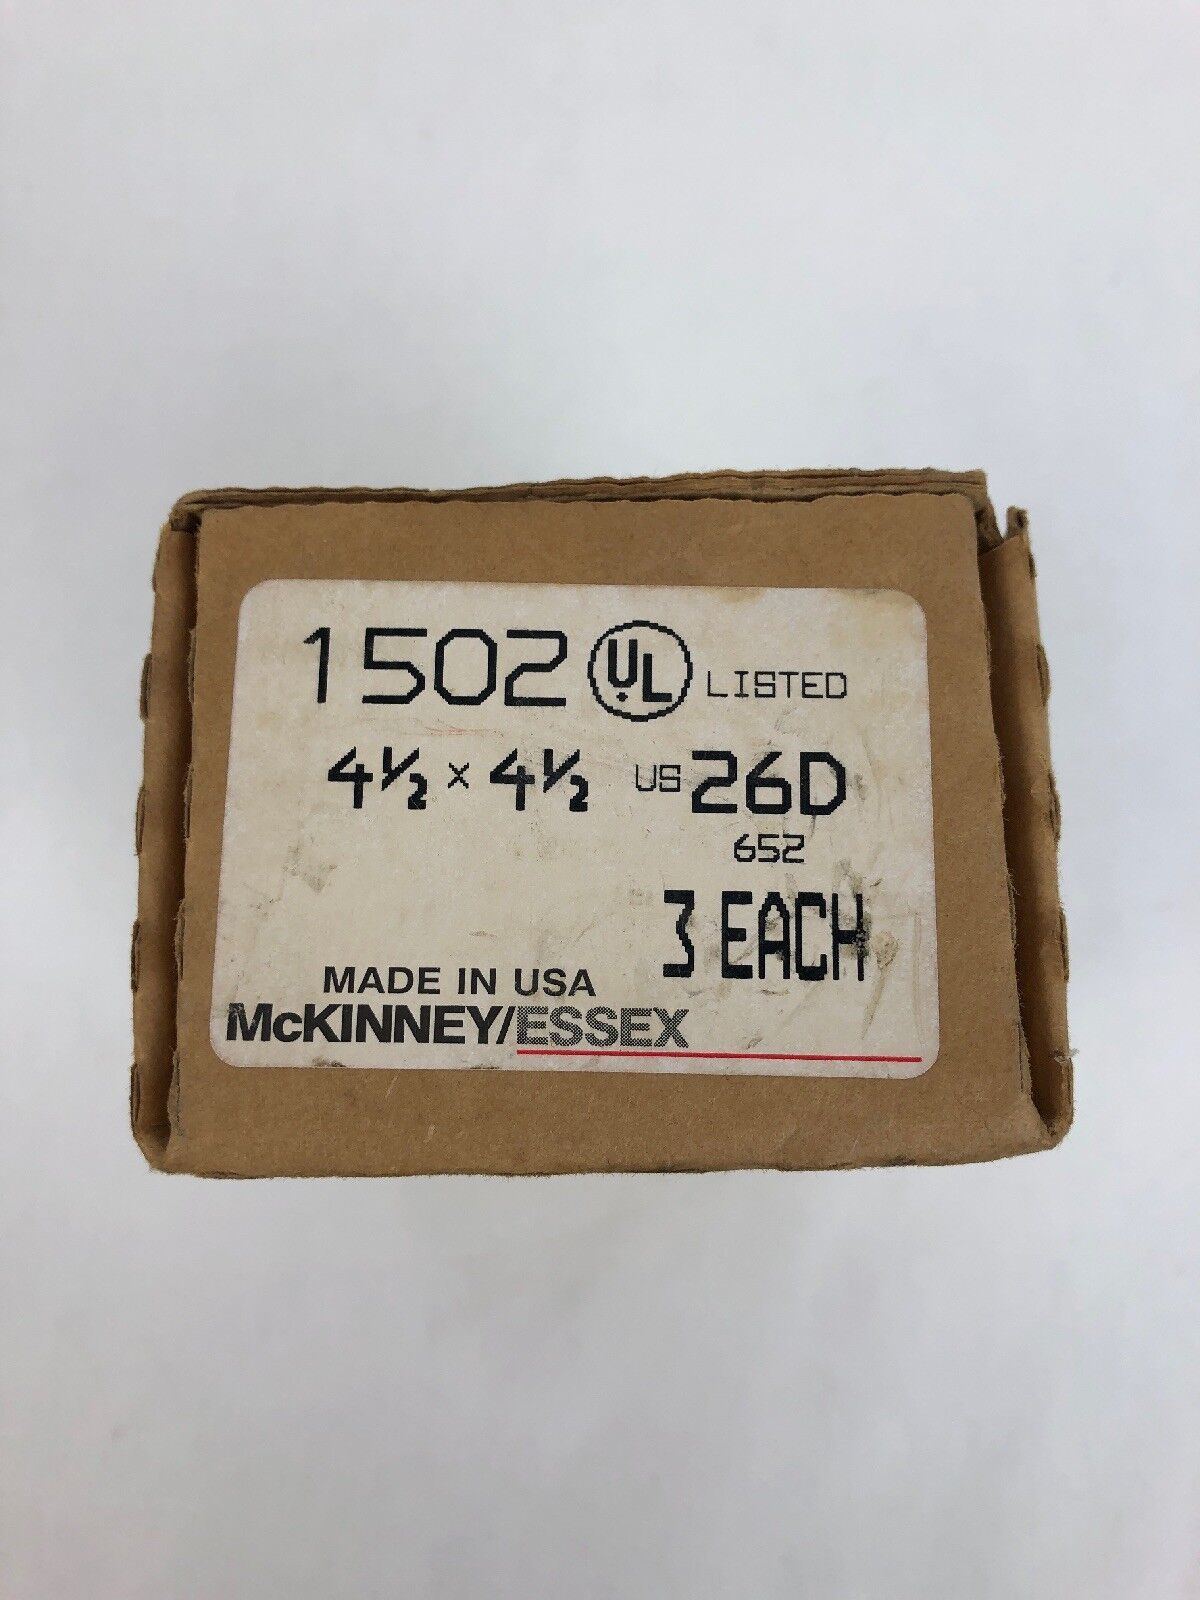 1502 UL LISTED
4½ x 4½ US 26D
652
3 EACH
MADE IN USA
McKINNEY/ESSEX